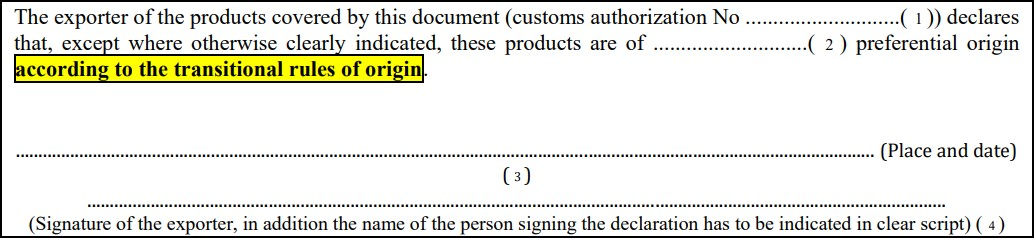 The exporter of the products covered by this document (customs authorization No ..............................( 1 )) declares
that, except where otherwise clearly indicated, these products are of ..............................( 2 ) preferential origin
according to the transitional rules of origin.
.................................................................................................................................................. (Place and date)
( 3 )
..................................................................................................................................................
(Signature of the exporter, in addition the name of the person signing the declaration has to be indicated in clear script) ( 4 )